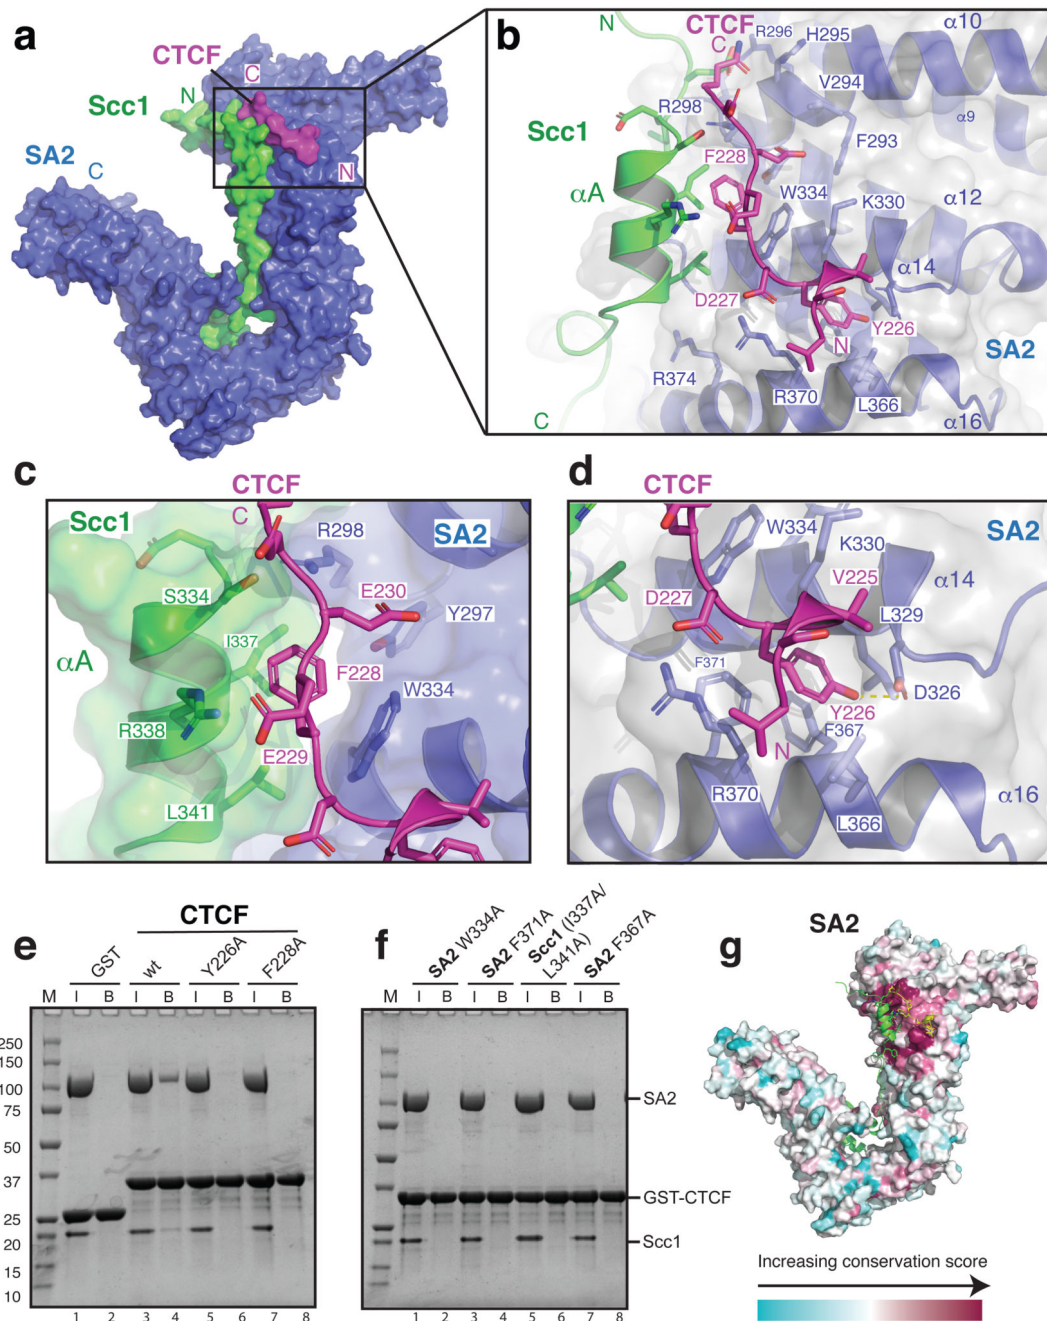 a
CTCF
C
N
Scc1
SA2
C
N
b
N
CTCF
C
R296
H295
α10
V294
R298
α9
Scc1
F293
F228
αA
W334
K330
α12
α14
D227
Y226
N
SA2
R374
R370
L366
α16
C
c
CTCF
C
Scc1
R298
SA2
S334
E230
Y297
I337
αA
F228
R338
W334
E229
L341
d
CTCF
W334
SA2
K330
V225
α14
D227
L329
F371
D326
Y226
F367
N
R370
L366
α16
e
CTCF
GST
wt
Y226A
F228A
M I B I B I B I B
250
150
100
75
50
37
25
20
15
10
1 2 3 4 5 6 7 8
f
SA2 W334A
SA2 F371A
Scc1 (I337A/
L341A)
SA2 F367A
M I B I B I B I B
SA2
GST-CTCF
Scc1
1 2 3 4 5 6 7 8
g
SA2
Increasing conservation score